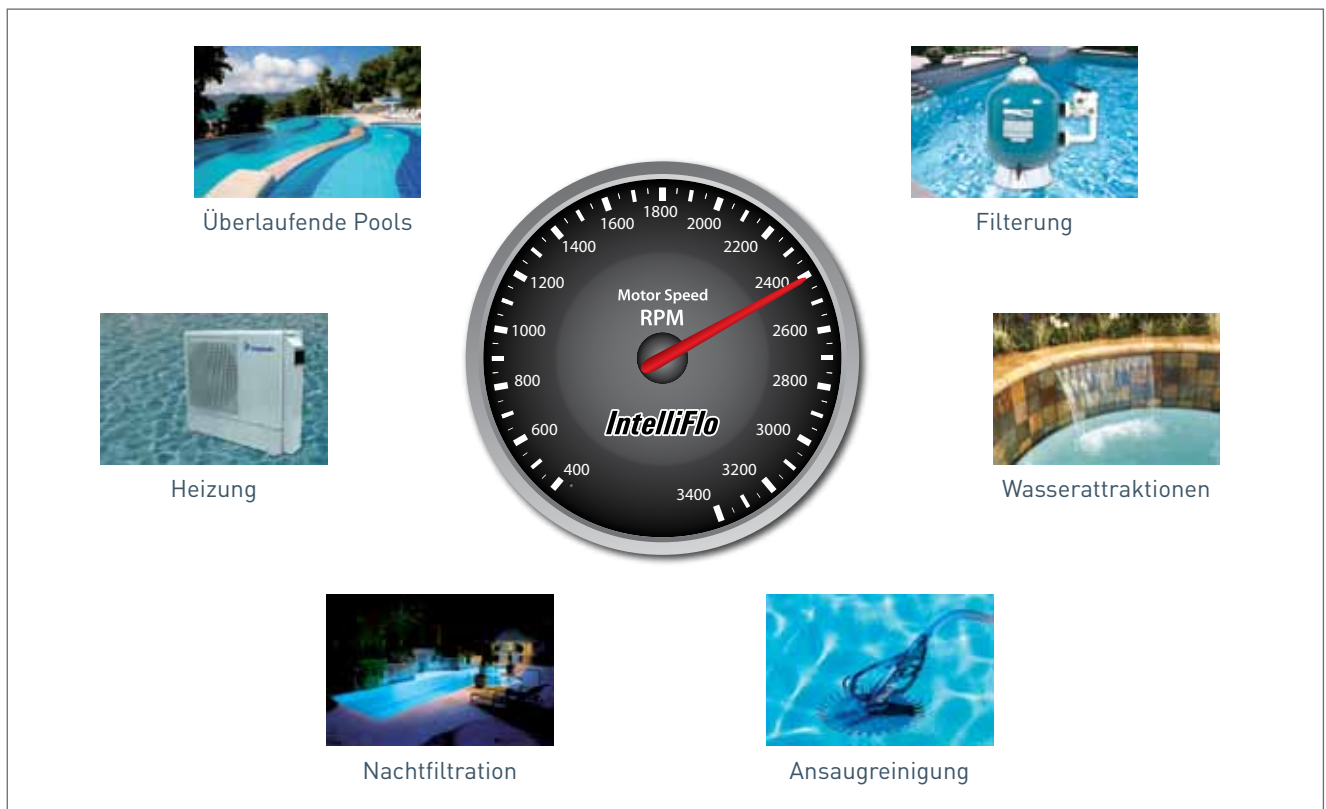 Überlaufende Pools
Filterung
1800
1600
2000
1400
2200
1200
2400
Motor Speed
RPM
1000
2600
800
2800
IntelliFlo
600
3000
400
3200
3400
Heizung
Wasserattraktionen
Nachtfiltration
Ansaugreinigung